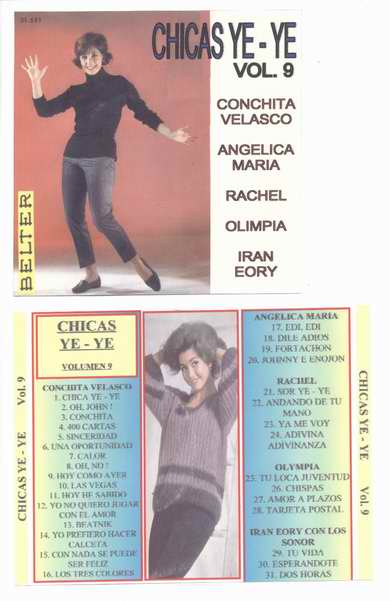 51.681
CHICAS YE - YE
VOL. 9
CONCHITA
VELASCO
ANGELICA
MARIA
RACHEL
OLIMPIA
IRAN
EORY
BELTER
CHICAS YE - YE Vol. 9
CHICAS
YE - YE
VOLUMEN 9
CONCHITA VELASCO
1. CHICA YE - YE
2. OH, JOHN !
3. CONCHITA
4. 400 CARTAS
5. SINCERIDAD
6. UNA OPORTUNIDAD
7. CALOR
8. OH, NO !
9. HOY COMO AYER
10. LAS VEGAS
11. HOY HE SABIDO
12. YO NO QUIERO JUGAR
CON EL AMOR
13. BEATNIK
14. YO PREFIERO HACER
CALCETA
15. CON NADA SE PUEDE
SER FELIZ
16. LOS TRES COLORES
ANGELICA MARIA
17. EDI, EDI
18. DILE ADIOS
19. FORTACHON
20. JOHNNY E ENOJON
RACHEL
21. SOR YE - YE
22. ANDANDO DE TU
MANO
23. YA ME VOY
24. ADIVINA
ADIVINANZA
OLYMPIA
25. TU LOCA JUVENTUD
26. CHISPAS
27. AMOR A PLAZOS
28. TARJETA POSTAL
IRAN EORY CON LOS
SONOR
29. TU VIDA
30. ESPERANDOTE
31. DOS HORAS
CHICAS YE - YE Vol. 9